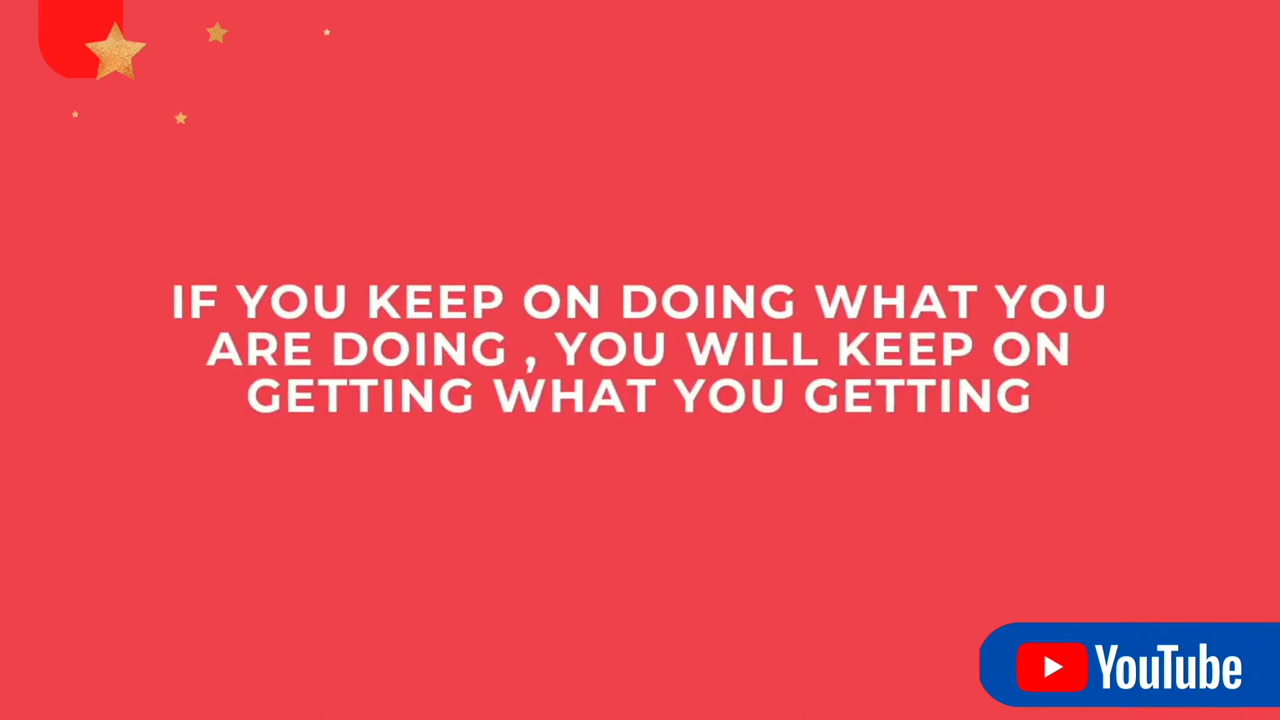 IF YOU KEEP ON DOING WHAT YOU
ARE DOING , YOU WILL KEEP ON
GETTING WHAT YOU GETTING
YouTube